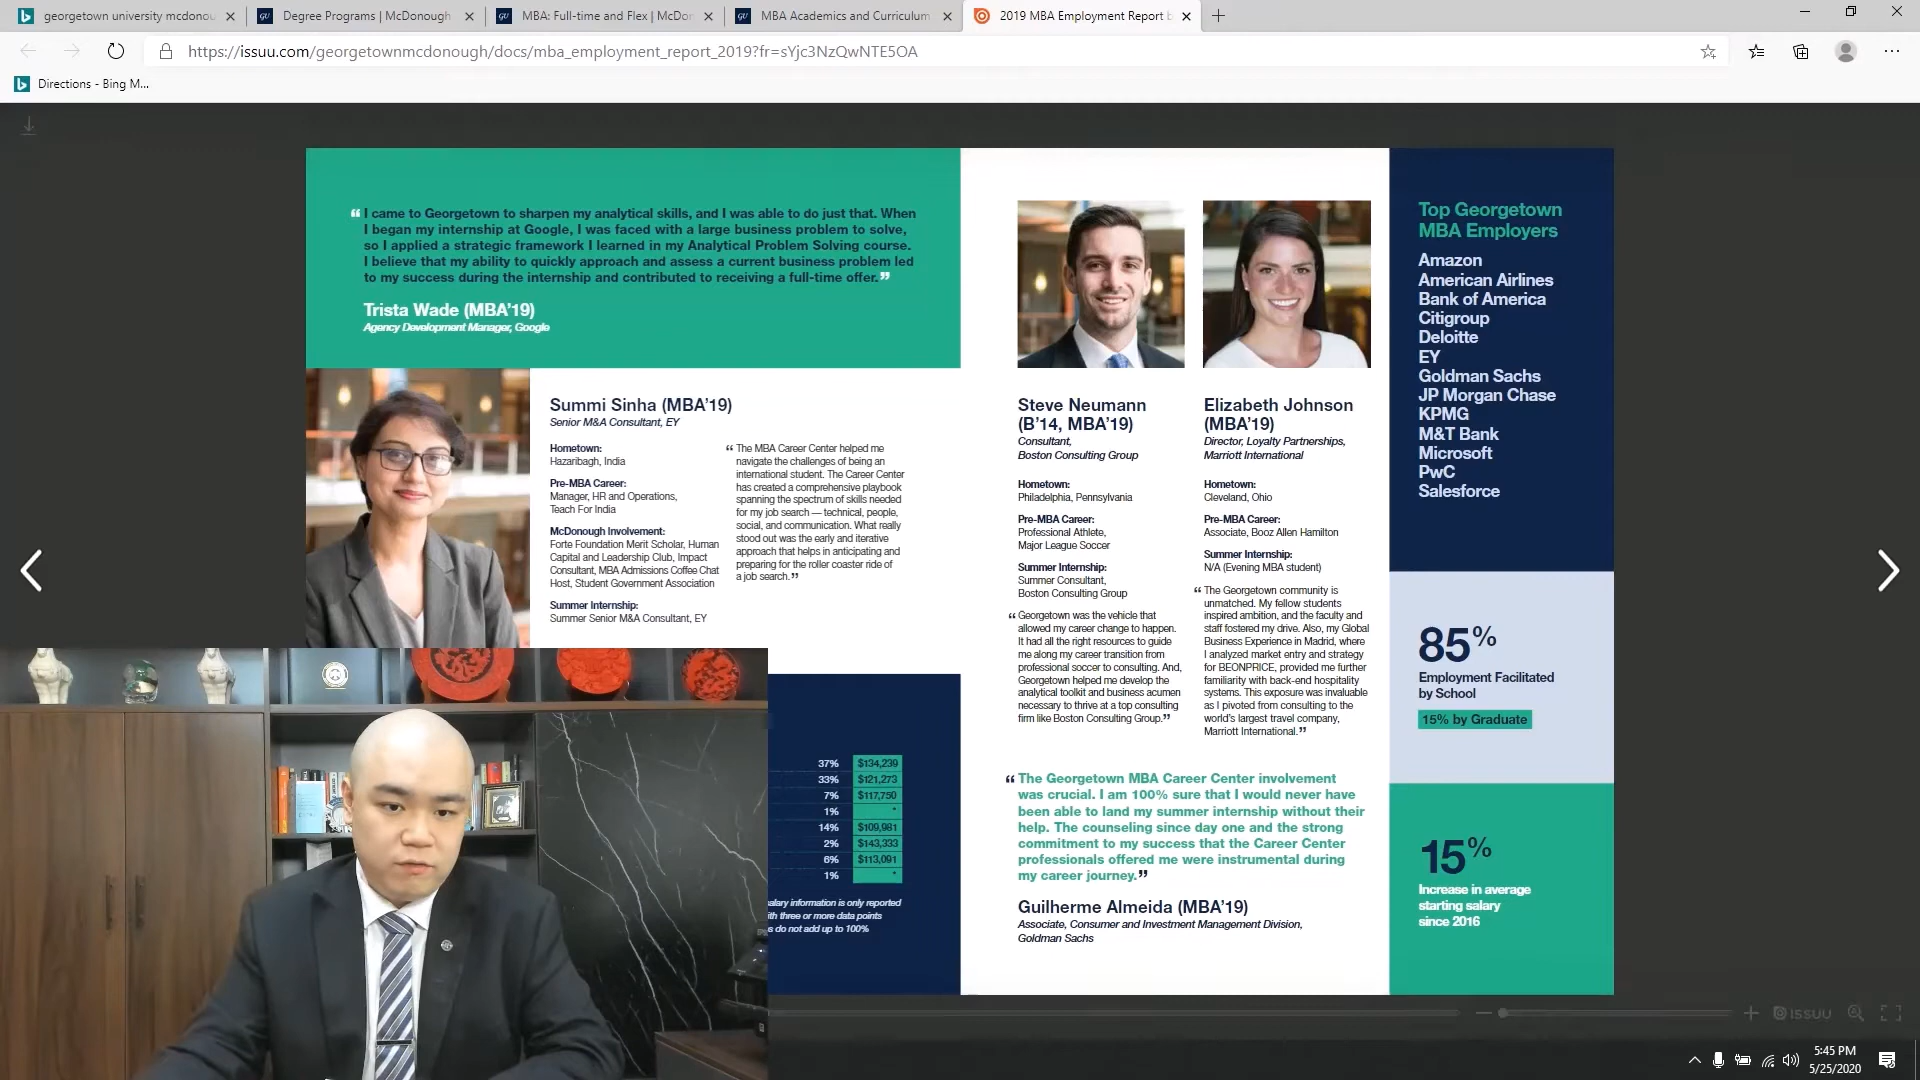 georgetown university mcdonou
Degree Programs | McDonough
MBA: Full-time and Flex | McDon
MBA Academics and Curriculum
2019 MBA Employment Report b
https://issuu.com/georgetownmcdonough/docs/mba_employment_report_2019?fr=sYjc3NzQwNTE5OA
Directions - Bing M...
“I came to Georgetown to sharpen my analytical skills, and I was able to do just that. When
I began my internship at Google, I was faced with a large business problem to solve,
so I applied a strategic framework I learned in my Analytical Problem Solving course.
I believe that my ability to quickly approach and assess a current business problem led
to my success during the internship and contributed to receiving a full-time offer.”
Trista Wade (MBA’19)
Agency Development Manager, Google
Summi Sinha (MBA’19)
Senior M&A Consultant, EY
Hometown:
Hazaribagh, India
Pre-MBA Career:
Manager, HR and Operations,
Teach For India
McDonough Involvement:
Forte Foundation Merit Scholar, Human
Capital and Leadership Club, Impact
Consultant, MBA Admissions Coffee Chat
Host, Student Government Association
Summer Internship:
Summer Senior M&A Consultant, EY
“The MBA Career Center helped me
navigate the challenges of being an
international student. The Career Center
has created a comprehensive playbook
spanning the spectrum of skills needed
for my job search — technical, people,
social, and communication. What really
stood out was the early and iterative
approach that helps in anticipating and
preparing for the roller coaster ride of
a job search.”
37% $134,239
33% $121,273
7% $117,750
1% *
14% $109,981
2% $143,333
6% $113,091
1% *
alary information is only reported
ith three or more data points
s do not add up to 100%
Steve Neumann
(B’14, MBA’19)
Consultant,
Boston Consulting Group
Hometown:
Philadelphia, Pennsylvania
Pre-MBA Career:
Professional Athlete,
Major League Soccer
Summer Internship:
Summer Consultant,
Boston Consulting Group
“Georgetown was the vehicle that
allowed my career change to happen.
It had all the right resources to guide
me along my career transition from
professional soccer to consulting. And,
Georgetown helped me develop the
analytical toolkit and business acumen
necessary to thrive at a top consulting
firm like Boston Consulting Group.”
Elizabeth Johnson
(MBA’19)
Director, Loyalty Partnerships,
Marriott International
Hometown:
Cleveland, Ohio
Pre-MBA Career:
Associate, Booz Allen Hamilton
Summer Internship:
N/A (Evening MBA student)
“The Georgetown community is
unmatched. My fellow students
inspired ambition, and the faculty and
staff fostered my drive. Also, my Global
Business Experience in Madrid, where
I analyzed market entry and strategy
for BEONPRICE, provided me further
familiarity with back-end hospitality
systems. This exposure was invaluable
as I pivoted from consulting to the
world’s largest travel company,
Marriott International.”
“The Georgetown MBA Career Center involvement
was crucial. I am 100% sure that I would never have
been able to land my summer internship without their
help. The counseling since day one and the strong
commitment to my success that the Career Center
professionals offered me were instrumental during
my career journey.”
Guilherme Almeida (MBA’19)
Associate, Consumer and Investment Management Division,
Goldman Sachs
Top Georgetown
MBA Employers
Amazon
American Airlines
Bank of America
Citigroup
Deloitte
EY
Goldman Sachs
JP Morgan Chase
KPMG
M&T Bank
Microsoft
PwC
Salesforce
85%
Employment Facilitated
by School
15% by Graduate
15%
Increase in average
starting salary
since 2016
issuu
5:45 PM
5/25/2020